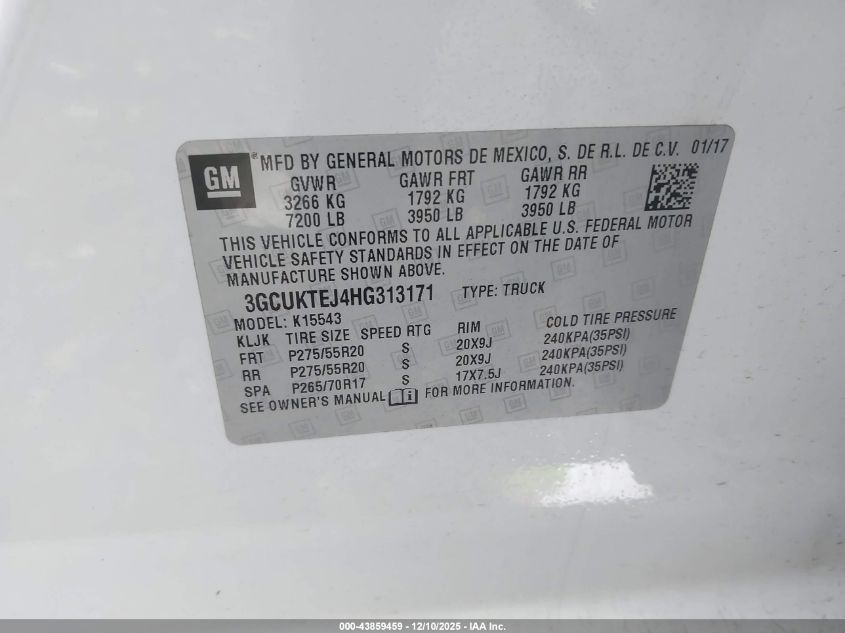 GM ® MFD BY GENERAL MOTORS DE MEXICO, S. DE R.L. DE C.V. 01/17
GVWR GAWR FRT GAWR RR
3266 KG 1792 KG 1792 KG
7200 LB 3950 LB 3950 LB
THIS VEHICLE CONFORMS TO ALL APPLICABLE U.S. FEDERAL MOTOR
VEHICLE SAFETY STANDARDS IN EFFECT ON THE DATE OF
MANUFACTURE SHOWN ABOVE.
3GCUKTEJ4HG313171 TYPE: TRUCK
MODEL: K15543
KLJK TIRE SIZE SPEED RTG RIM COLD TIRE PRESSURE
FRT P275/55R20 S 20X9J 240KPA(35PSI)
RR P275/55R20 S 20X9J 240KPA(35PSI)
SPA P265/70R17 S 17X7.5J 240KPA(35PSI)
SEE OWNER'S MANUAL i FOR MORE INFORMATION.
000-43859459 - 12/10/2025 - IAA Inc.